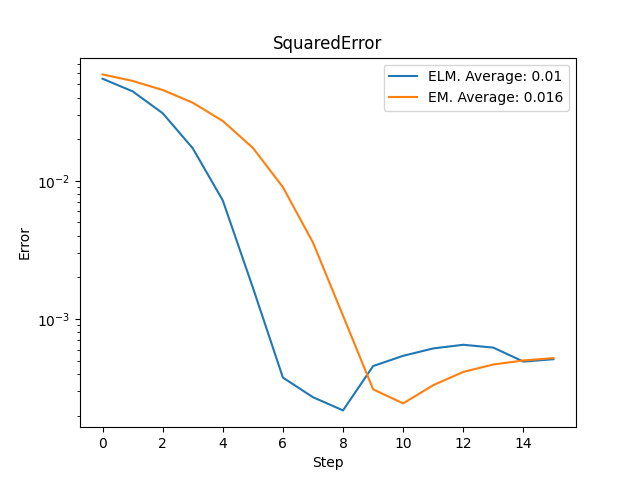 SquaredError
ELM. Average: 0.01
EM. Average: 0.016
Error
10⁻²
10⁻³
0 2 4 6 8 10 12 14
Step